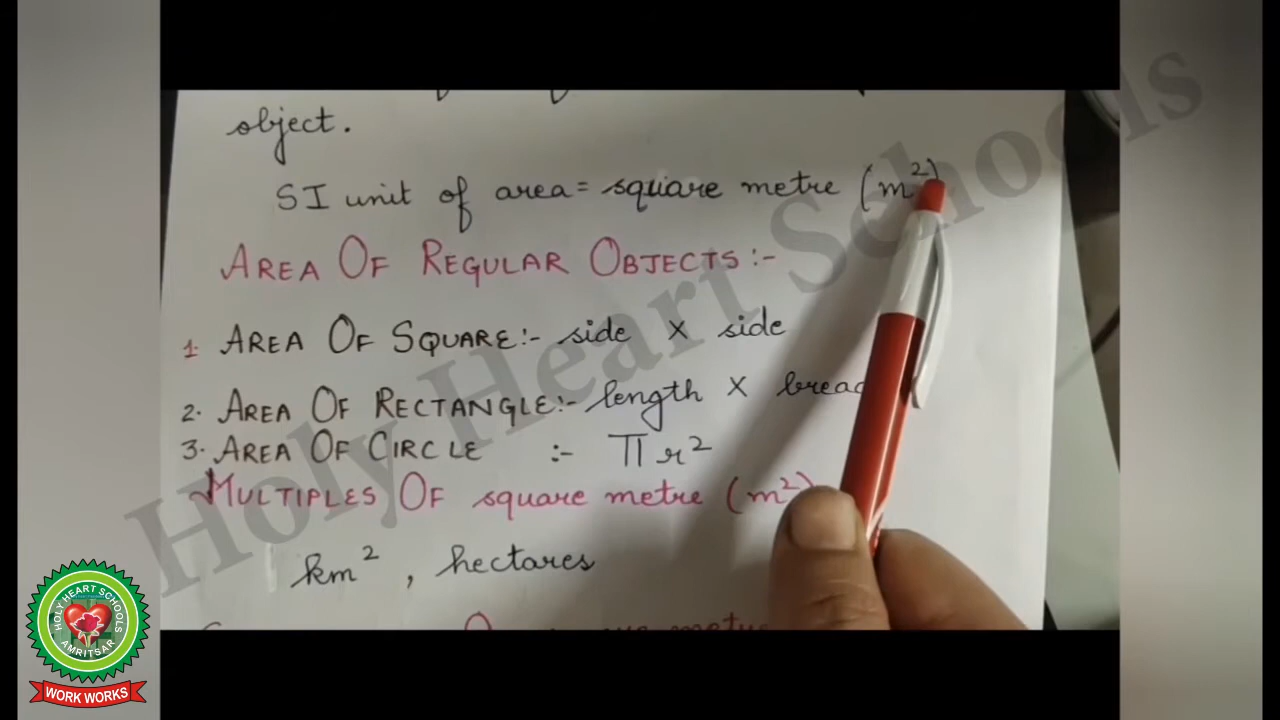 object.
SI unit of area = square metre (m²)
AREA OF REGULAR OBJECTS :-
1. AREA OF SQUARE :- side × side
2. AREA OF RECTANGLE :- length ×
3. AREA OF CIRCLE :- πr²
MULTIPLES OF square metre (m²)
km², hectares
Holy Heart Schools
HOLY HEART SCHOOLS
AMRITSAR
WORK WORKS